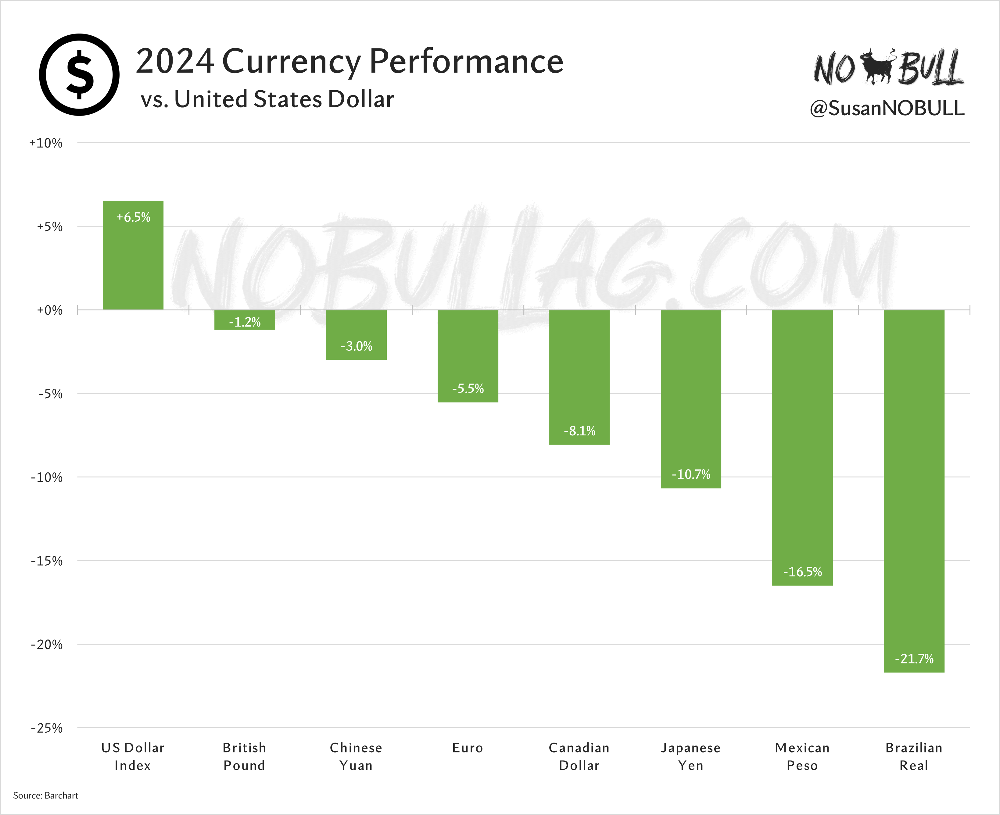 $
2024 Currency Performance
vs. United States Dollar
NO BULL
@SusanNOBULL
NOBULLAG.COM
+10%
+5%
+0%
-5%
-10%
-15%
-20%
-25%
+6.5%
-1.2%
-3.0%
-5.5%
-8.1%
-10.7%
-16.5%
-21.7%
US Dollar
Index
British
Pound
Chinese
Yuan
Euro
Canadian
Dollar
Japanese
Yen
Mexican
Peso
Brazilian
Real
Source: Barchart